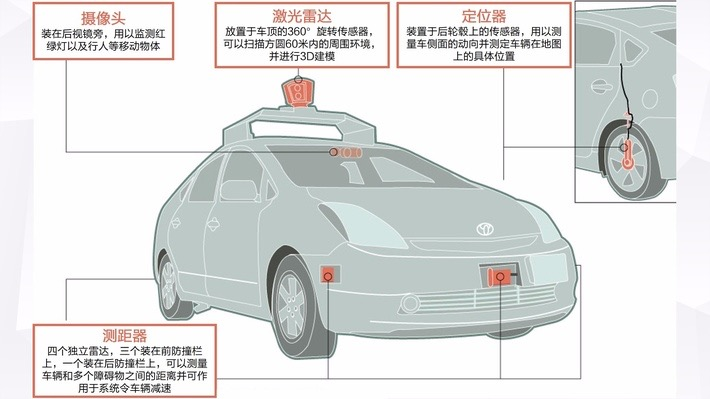 摄像头
装在后视镜旁，用以监测红
绿灯以及行人等移动物体
激光雷达
放置于车顶的360°旋转传感器，
可以扫描方圆60米内的周围环境，
并进行3D建模
定位器
装置于后轮毂上的传感器，用以测
量车侧面的动向并测定车辆在地图
上的具体位置
测距器
四个独立雷达，三个装在前防撞栏
上，一个装在后防撞栏上，可以测量
车辆和多个障碍物之间的距离并可作
用于系统令车辆减速